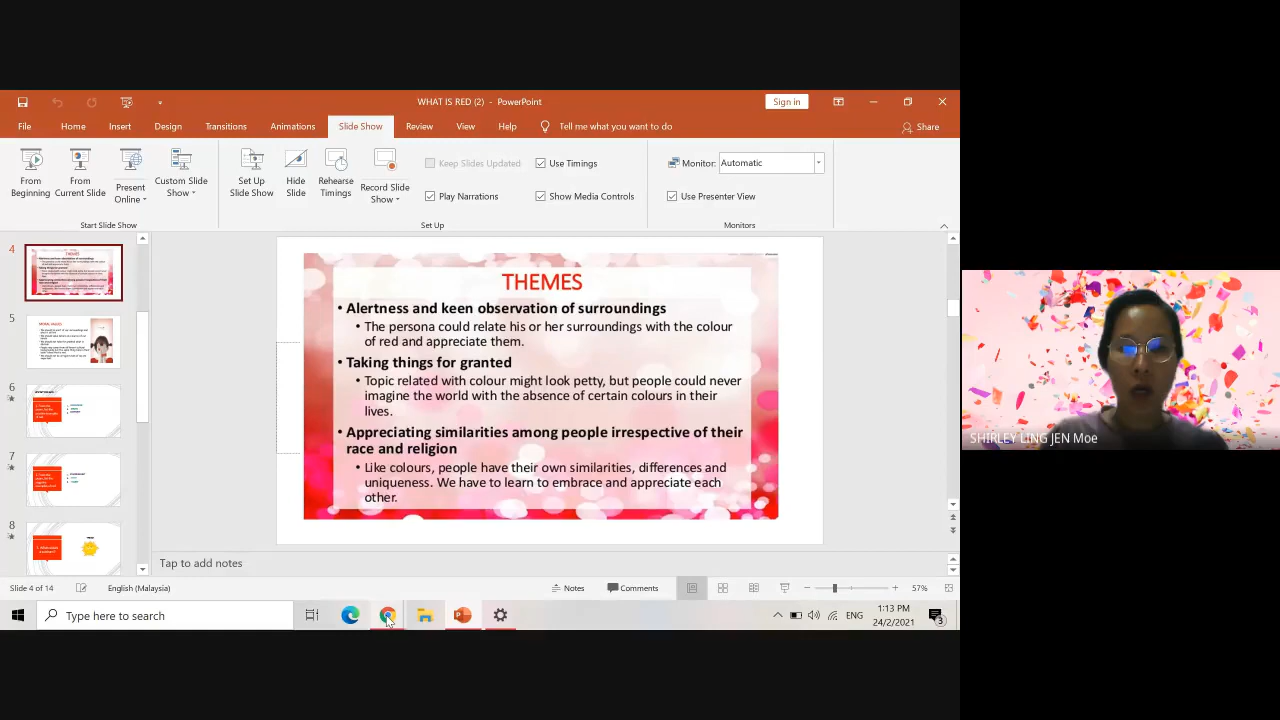 WHAT IS RED (2) - PowerPoint
Sign in
File Home Insert Design Transitions Animations Slide Show Review View Help Tell me what you want to do
Share
From Beginning
From Current Slide
Present Online
Custom Slide Show
Set Up Slide Show
Hide Slide
Rehearse Timings
Record Slide Show
Keep Slides Updated
Use Timings
Play Narrations
Show Media Controls
Monitor: Automatic
Use Presenter View
Start Slide Show
Set Up
Monitors
4
5
6
7
8
THEMES
• Alertness and keen observation of surroundings
• The persona could relate his or her surroundings with the colour
of red and appreciate them.
• Taking things for granted
• Topic related with colour might look petty, but people could never
imagine the world with the absence of certain colours in their
lives.
• Appreciating similarities among people irrespective of their
race and religion
• Like colours, people have their own similarities, differences and
uniqueness. We have to learn to embrace and appreciate each
other.
SHIRLEY LING JEN Moe
Tap to add notes
Slide 4 of 14 English (Malaysia)
Notes Comments
57%
Type here to search
ENG
1:13 PM
24/2/2021
3